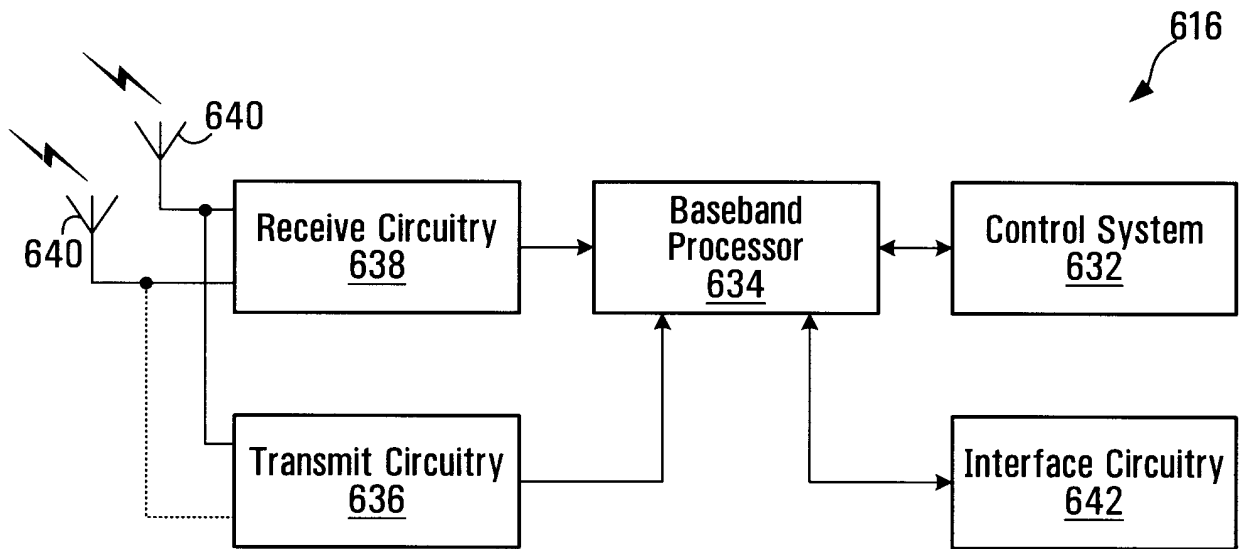 616
640
640
Receive Circuitry
638
Baseband
Processor
634
Control System
632
Transmit Circuitry
636
Interface Circuitry
642